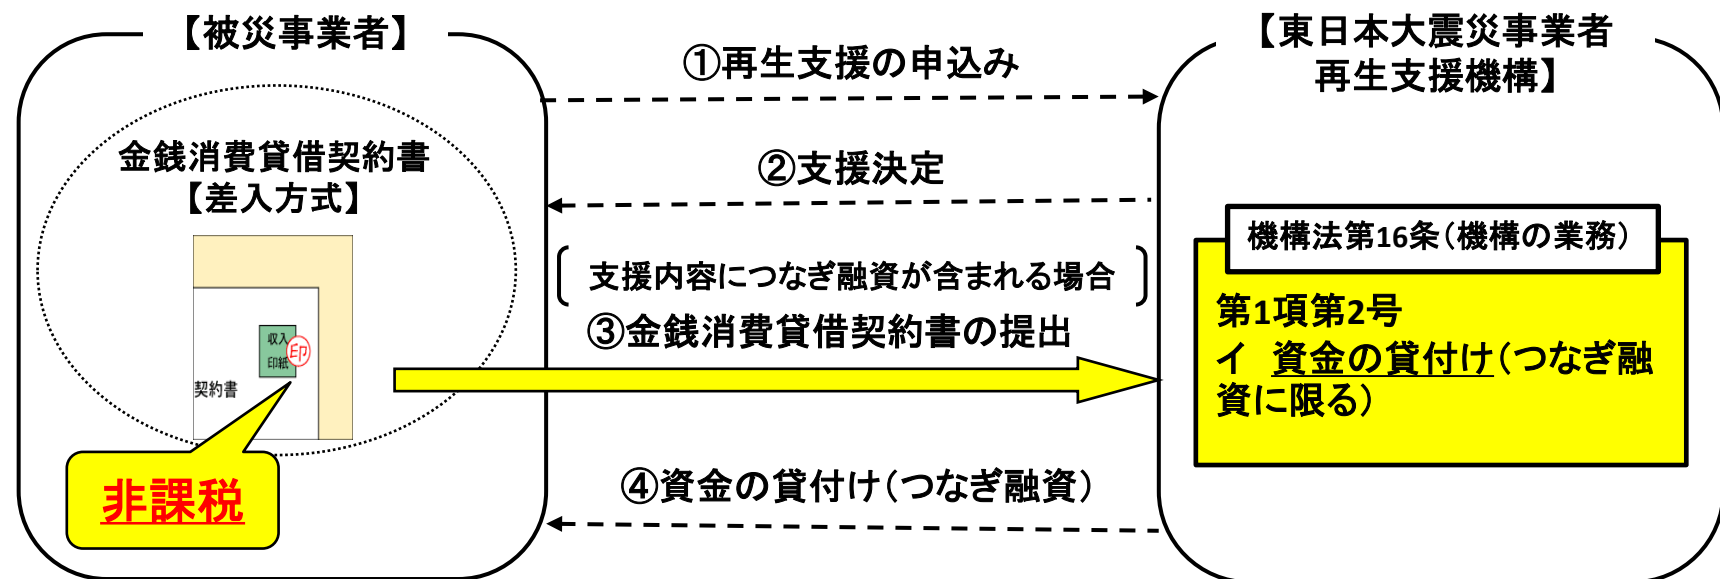 【被災事業者】
金銭消費貸借契約書
【差入方式】
収入
印紙
印
契約書
非課税
①再生支援の申込み
②支援決定
支援内容につなぎ融資が含まれる場合
③金銭消費貸借契約書の提出
④資金の貸付け(つなぎ融資)
【東日本大震災事業者
再生支援機構】
機構法第16条(機構の業務)
第1項第2号
イ 資金の貸付け(つなぎ融
資に限る)